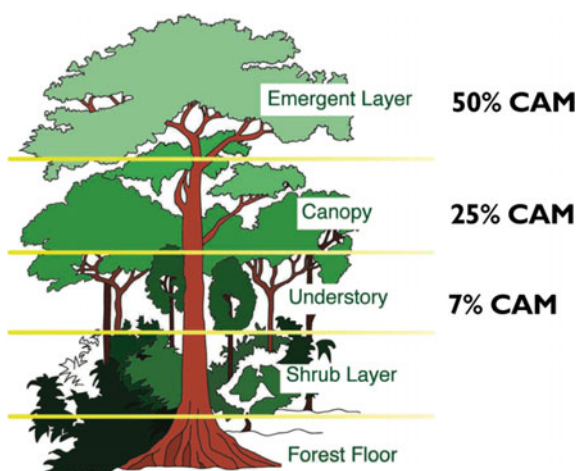 Emergent Layer 50% CAM
Canopy 25% CAM
Understory 7% CAM
Shrub Layer
Forest Floor